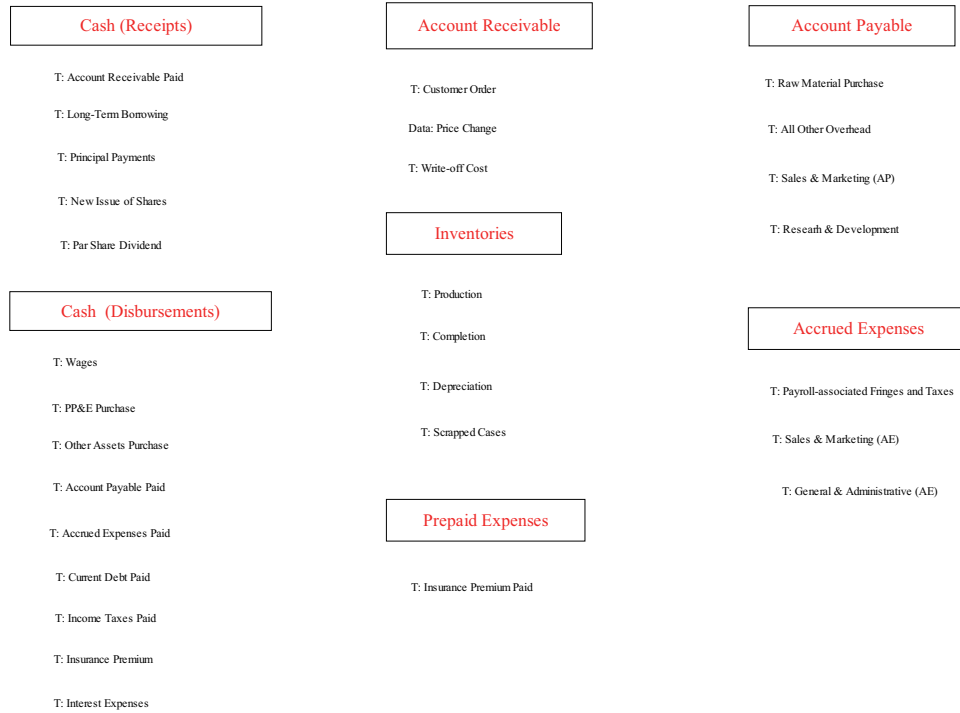 Cash (Receipts)
T: Account Receivable Paid
T: Long-Term Borrowing
T: Principal Payments
T: New Issue of Shares
T: Par Share Dividend
Cash (Disbursements)
T: Wages
T: PP&E Purchase
T: Other Assets Purchase
T: Account Payable Paid
T: Accrued Expenses Paid
T: Current Debt Paid
T: Income Taxes Paid
T: Insurance Premium
T: Interest Expenses
Account Receivable
T: Customer Order
Data: Price Change
T: Write-off Cost
Inventories
T: Production
T: Completion
T: Depreciation
T: Scrapped Cases
Prepaid Expenses
T: Insurance Premium Paid
Account Payable
T: Raw Material Purchase
T: All Other Overhead
T: Sales & Marketing (AP)
T: Researh & Development
Accrued Expenses
T: Payroll-associated Fringes and Taxes
T: Sales & Marketing (AE)
T: General & Administrative (AE)